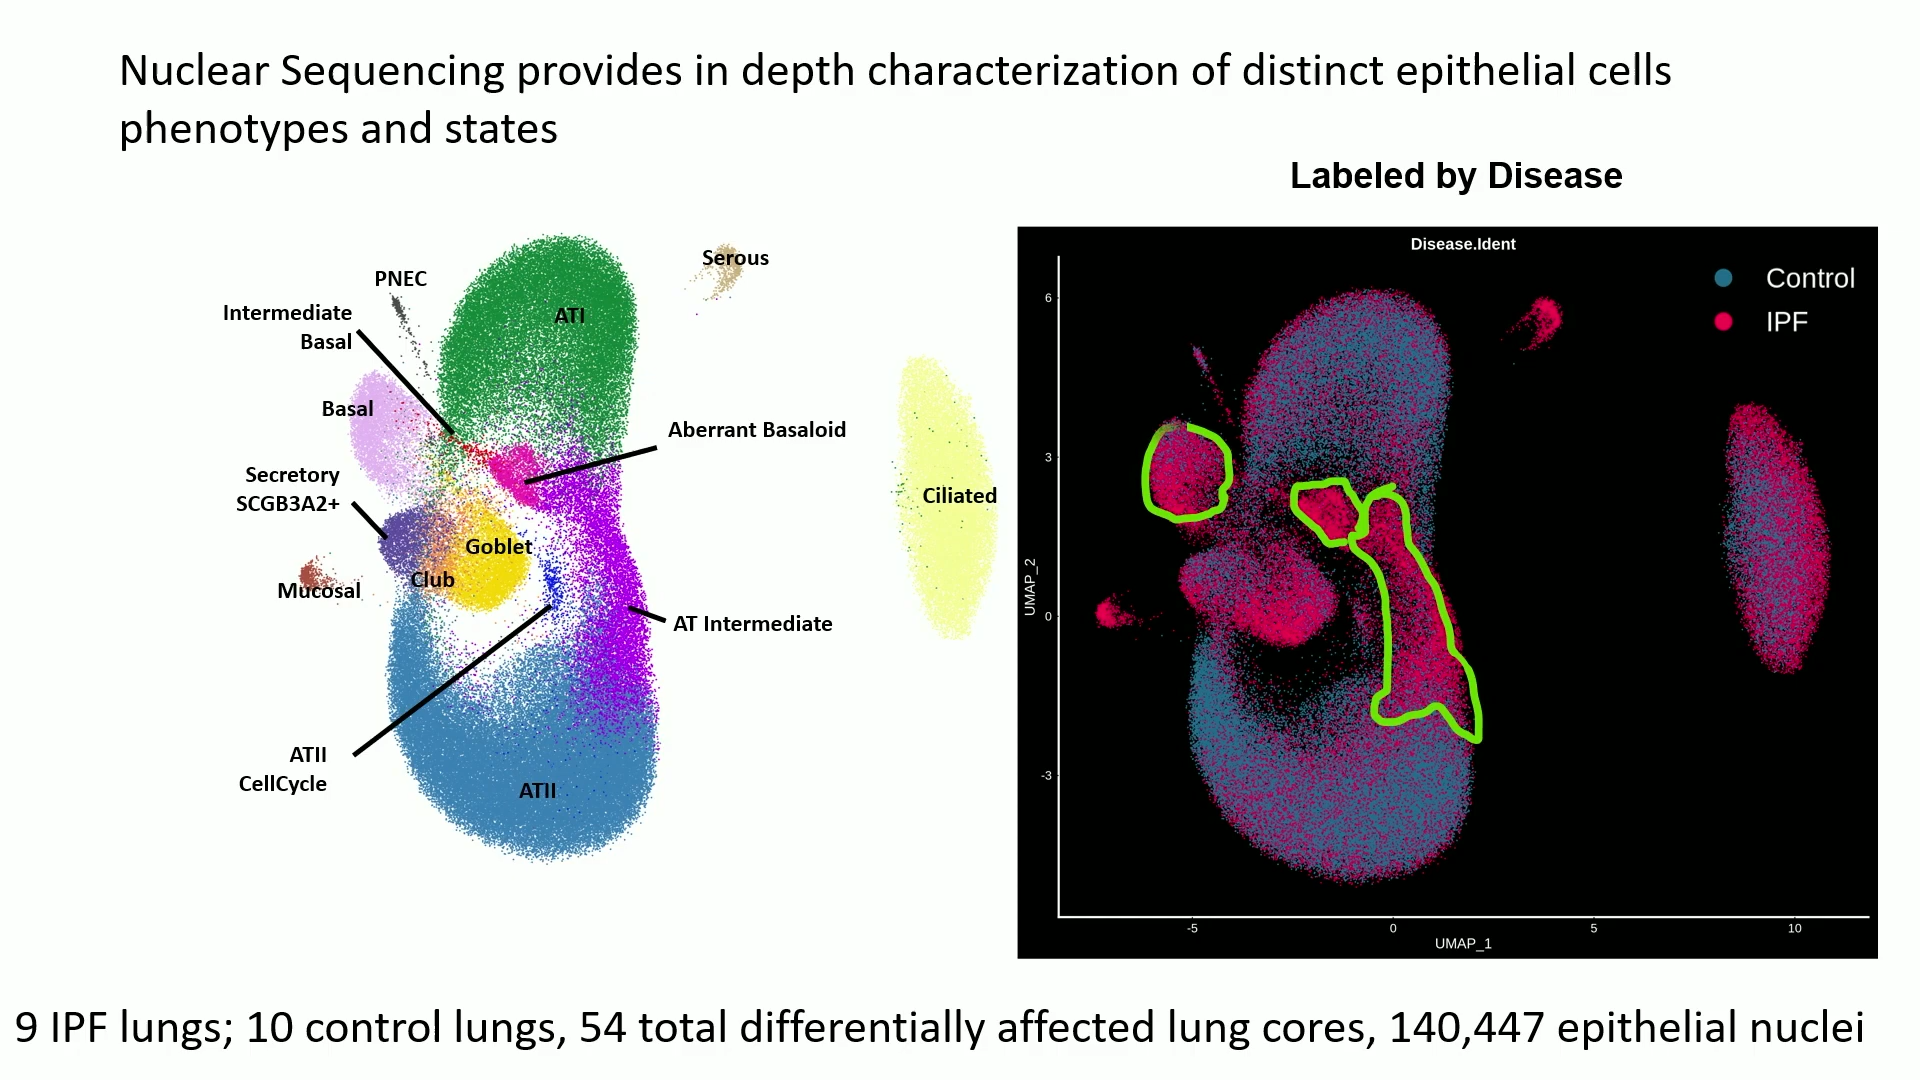 Nuclear Sequencing provides in depth characterization of distinct epithelial cells
phenotypes and states
Labeled by Disease
PNEC
Intermediate
Basal
Basal
Secretory
SCGB3A2+
Mucosal
ATI
Serous
Aberrant Basaloid
Goblet
Club
Ciliated
AT Intermediate
ATII
CellCycle
ATII
Disease.Ident
Control
IPF
UMAP_2
6
3
0
-3
-5
0
5
10
UMAP_1
9 IPF lungs; 10 control lungs, 54 total differentially affected lung cores, 140,447 epithelial nuclei